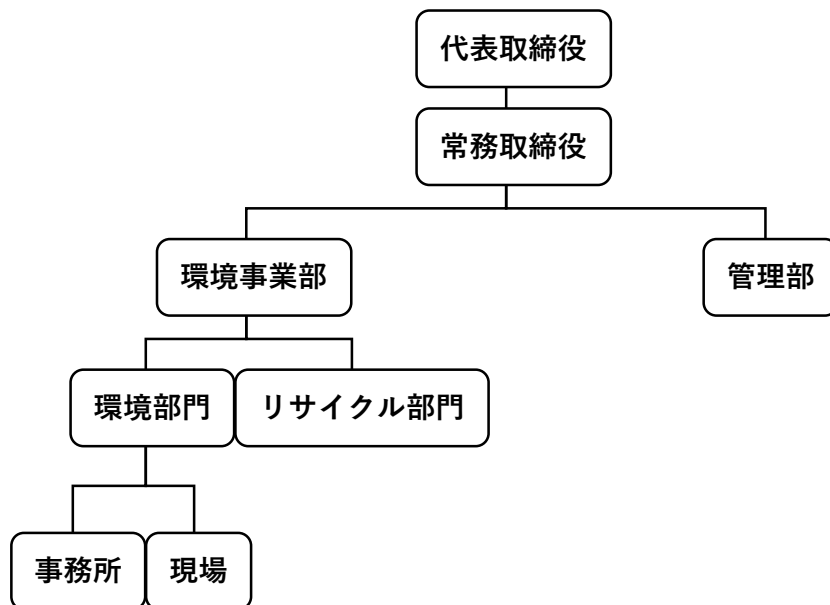 代表取締役
常務取締役
環境事業部
管理部
環境部門
リサイクル部門
事務所
現場